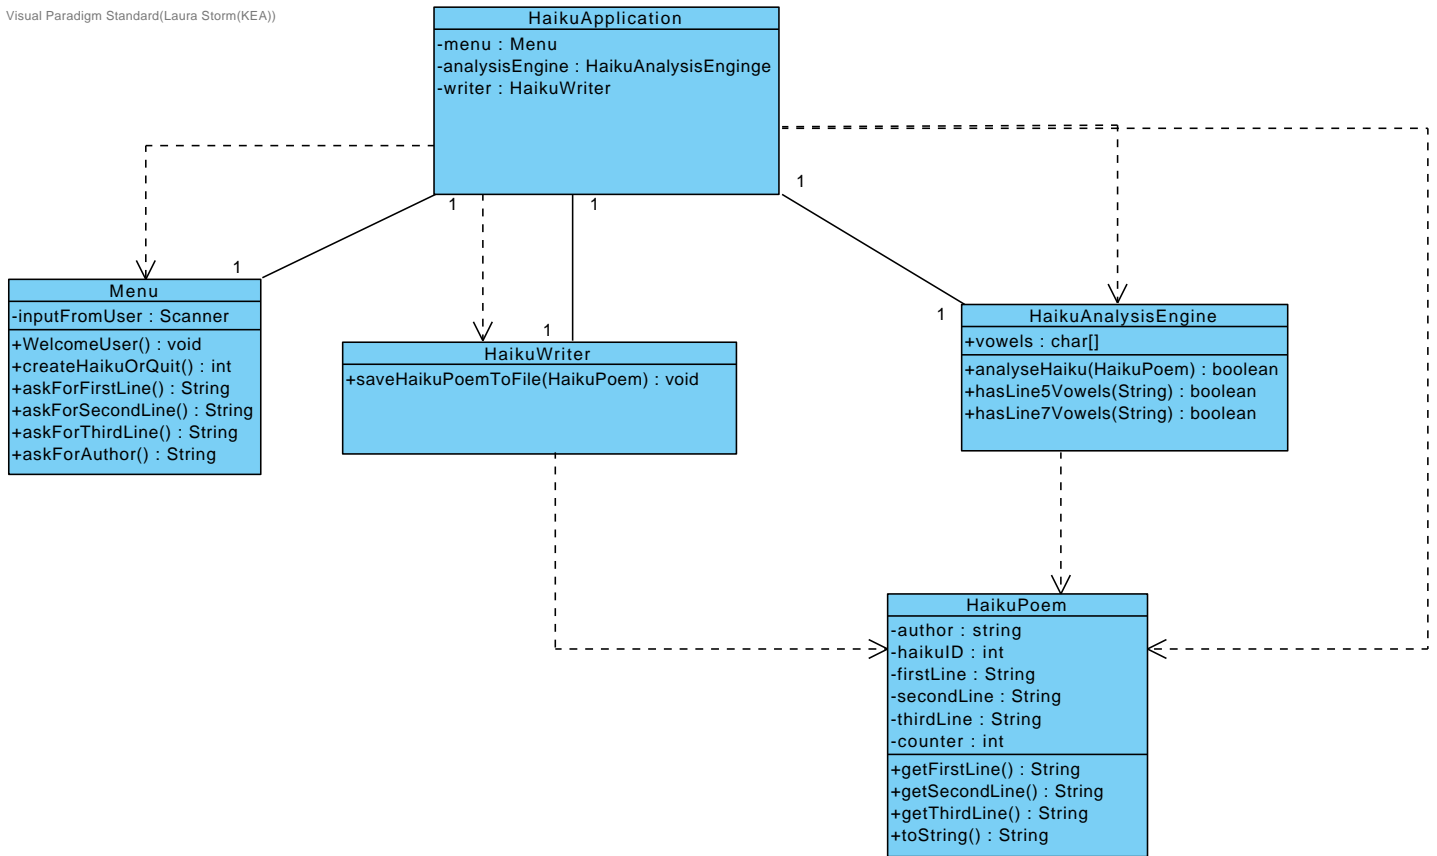 Visual Paradigm Standard(Laura Storm(KEA))
HaikuApplication
-menu : Menu
-analysisEngine : HaikuAnalysisEnginge
-writer : HaikuWriter
1
1
1
1
1
1
Menu
-inputFromUser : Scanner
+WelcomeUser() : void
+createHaikuOrQuit() : int
+askForFirstLine() : String
+askForSecondLine() : String
+askForThirdLine() : String
+askForAuthor() : String
HaikuWriter
+saveHaikuPoemToFile(HaikuPoem) : void
HaikuAnalysisEngine
+vowels : char[]
+analyseHaiku(HaikuPoem) : boolean
+hasLine5Vowels(String) : boolean
+hasLine7Vowels(String) : boolean
HaikuPoem
-author : string
-haikuID : int
-firstLine : String
-secondLine : String
-thirdLine : String
-counter : int
+getFirstLine() : String
+getSecondLine() : String
+getThirdLine() : String
+toString() : String